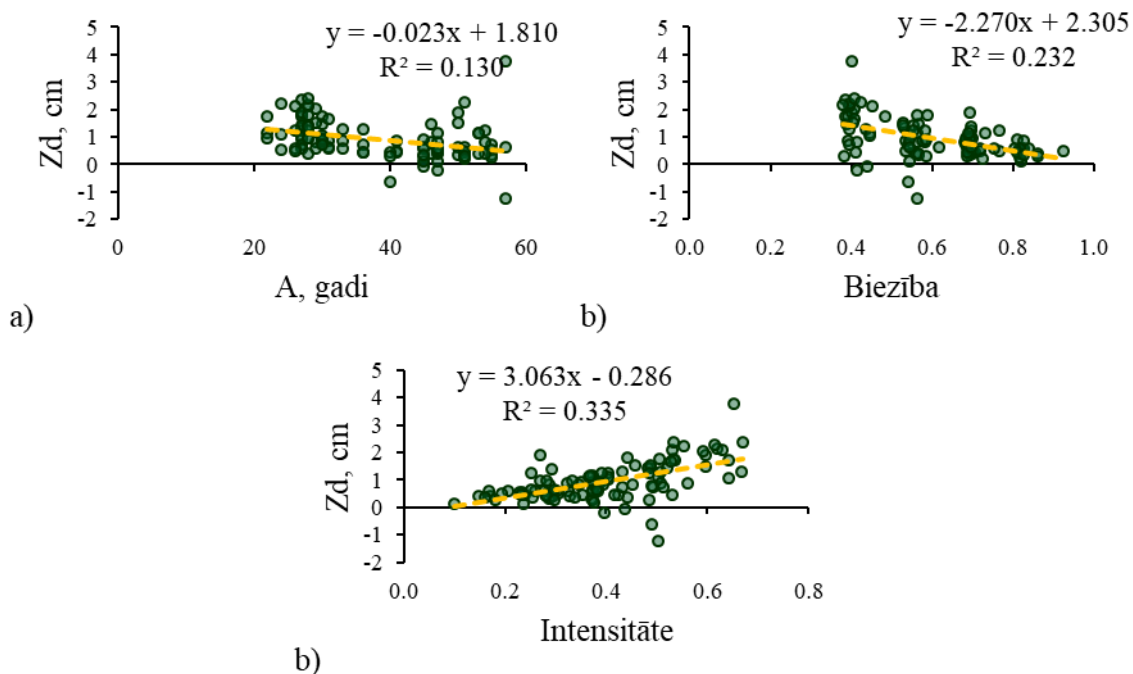 y = -0.023x + 1.810
R² = 0.130
5
4
3
2
1
0
-1
-2
Zd, cm
0
20
40
60
A, gadi
a)
y = -2.270x + 2.305
R² = 0.232
5
4
3
2
1
0
-1
-2
Zd, cm
0.0
0.2
0.4
0.6
0.8
1.0
Biezība
b)
y = 3.063x - 0.286
R² = 0.335
5
4
3
2
1
0
-1
-2
Zd, cm
0.0
0.2
0.4
0.6
0.8
Intensitāte
b)